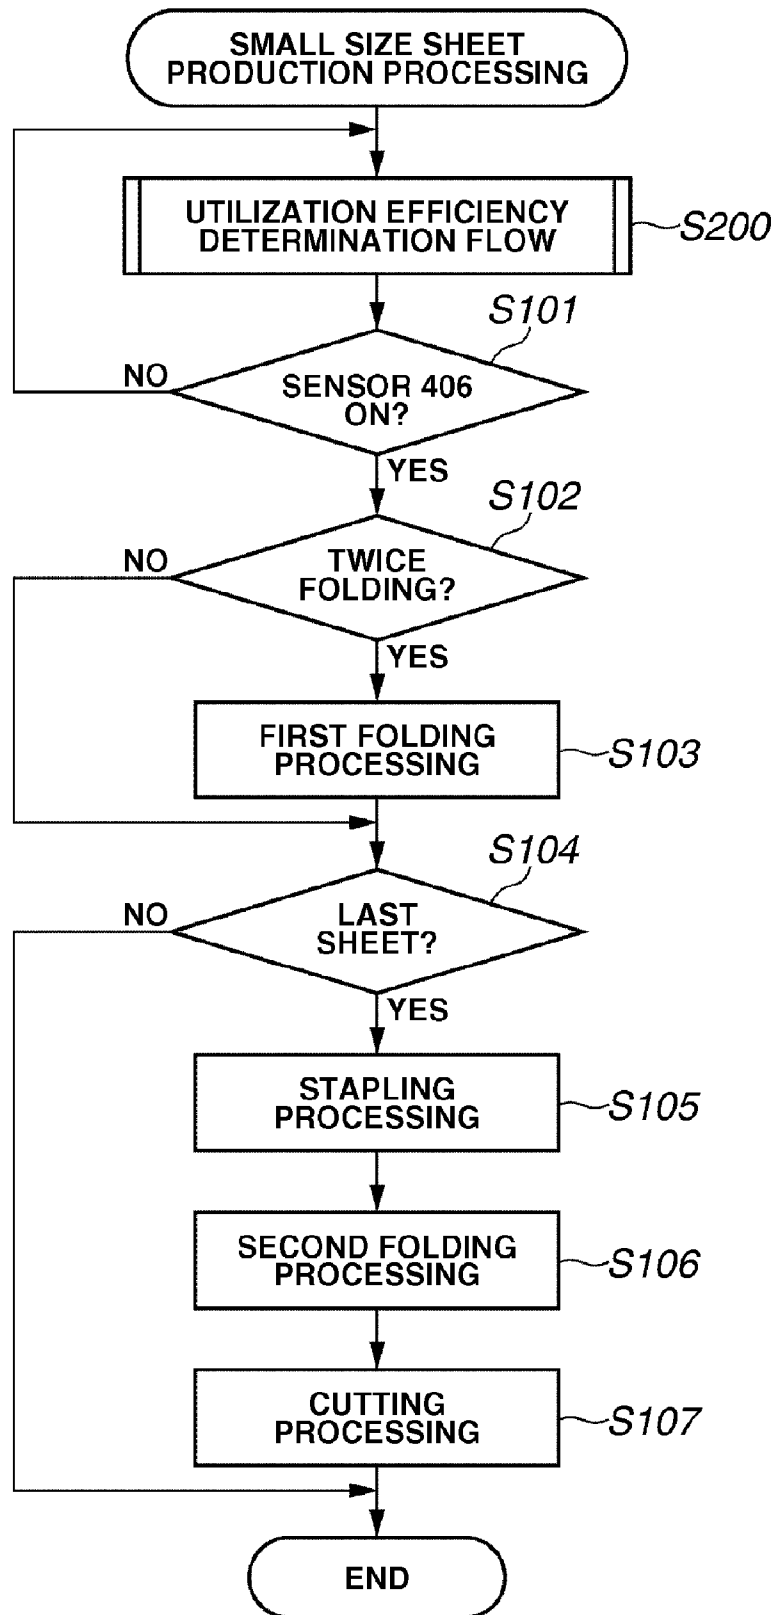 SMALL SIZE SHEET
PRODUCTION PROCESSING
UTILIZATION EFFICIENCY
DETERMINATION FLOW
S200
S101
NO
SENSOR 406
ON?
YES
S102
NO
TWICE
FOLDING?
YES
FIRST FOLDING
PROCESSING
S103
S104
NO
LAST
SHEET?
YES
STAPLING
PROCESSING
S105
SECOND FOLDING
PROCESSING
S106
CUTTING
PROCESSING
S107
END